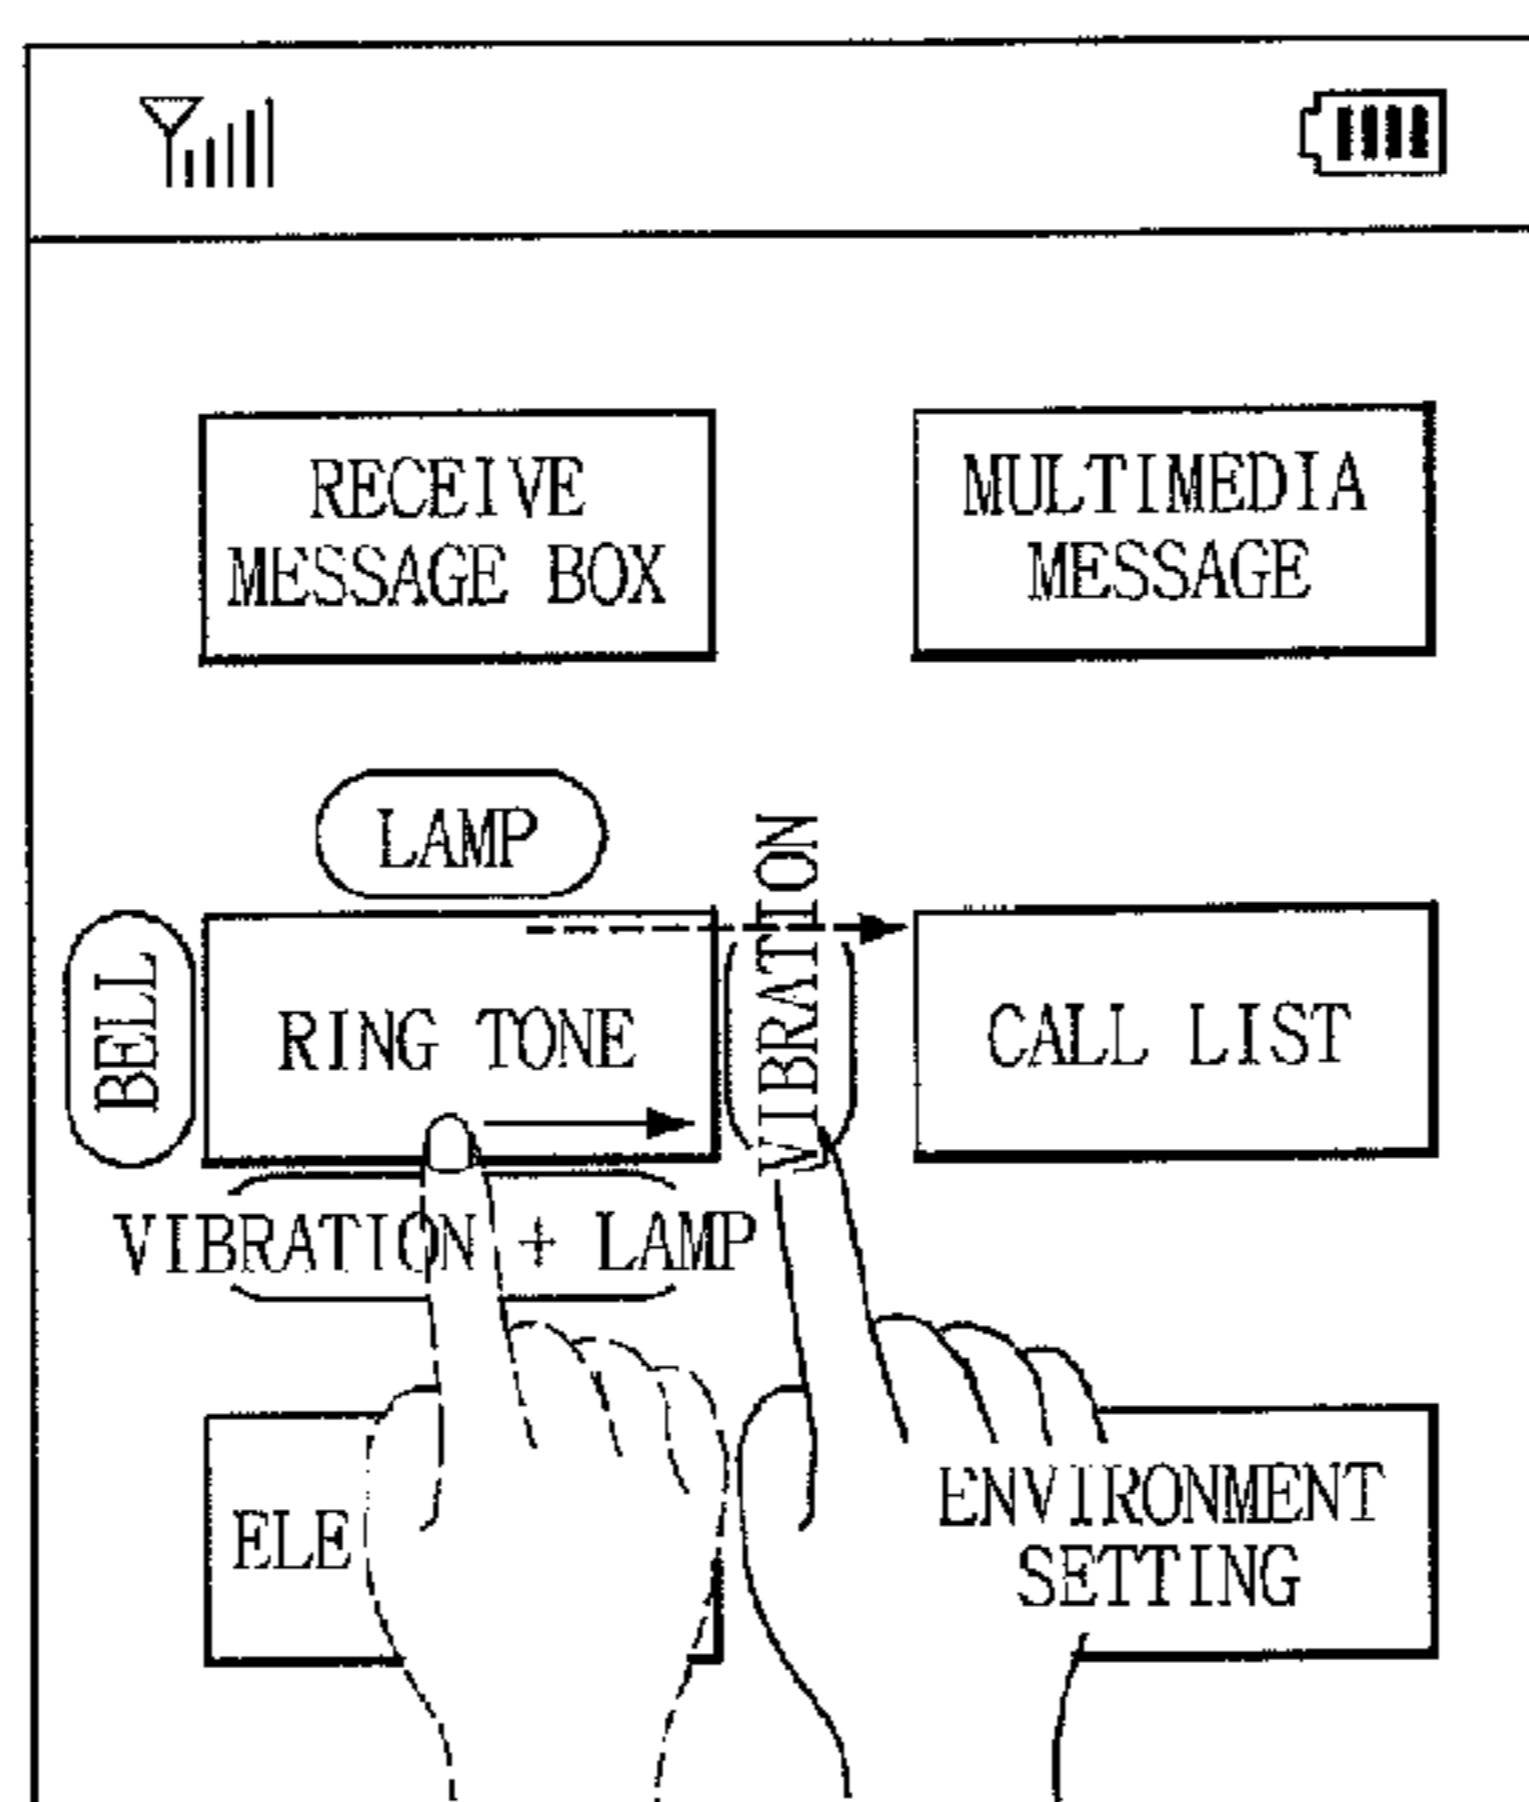 RECEIVE
MESSAGE BOX
MULTIMEDIA
MESSAGE
LAMP
BELL
RING TONE
VIBRATION
CALL LIST
VIBRATION + LAMP
ELE
ENVIRONMENT
SETTING